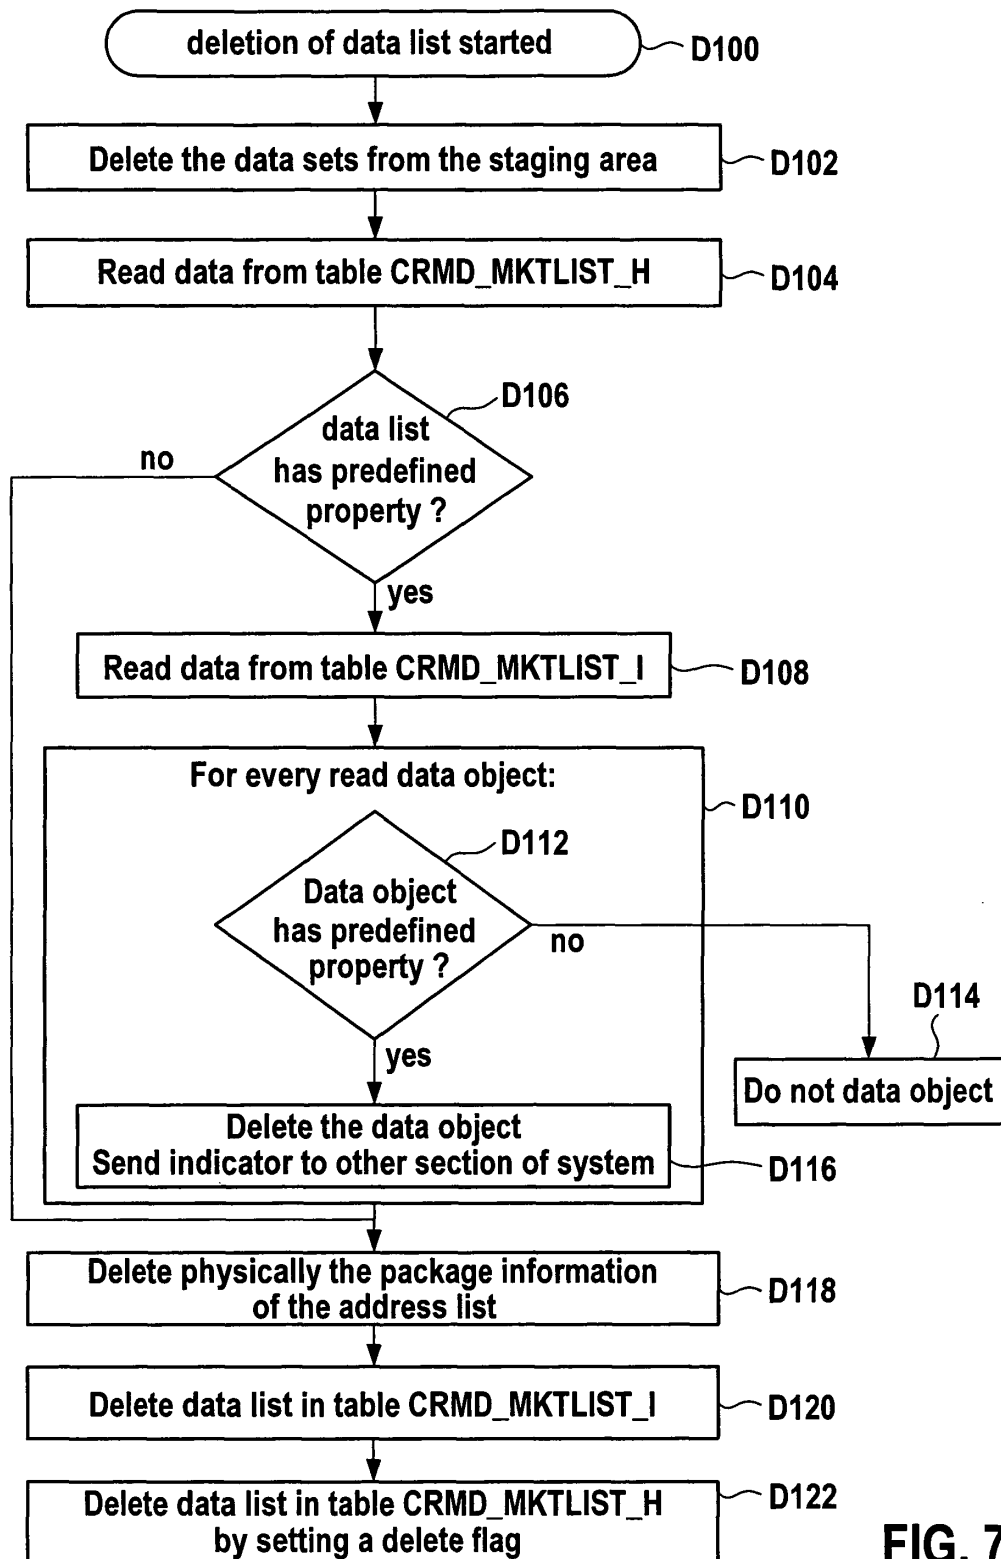 deletion of data list started
D100
Delete the data sets from the staging area
D102
Read data from table CRMD_MKTLIST_H
D104
D106
data list
has predefined
property ?
no
yes
Read data from table CRMD_MKTLIST_I
D108
For every read data object:
D110
D112
Data object
has predefined
property ?
no
D114
yes
Do not data object
Delete the data object
Send indicator to other section of system
D116
Delete physically the package information
of the address list
D118
Delete data list in table CRMD_MKTLIST_I
D120
Delete data list in table CRMD_MKTLIST_H
by setting a delete flag
D122
FIG. 7